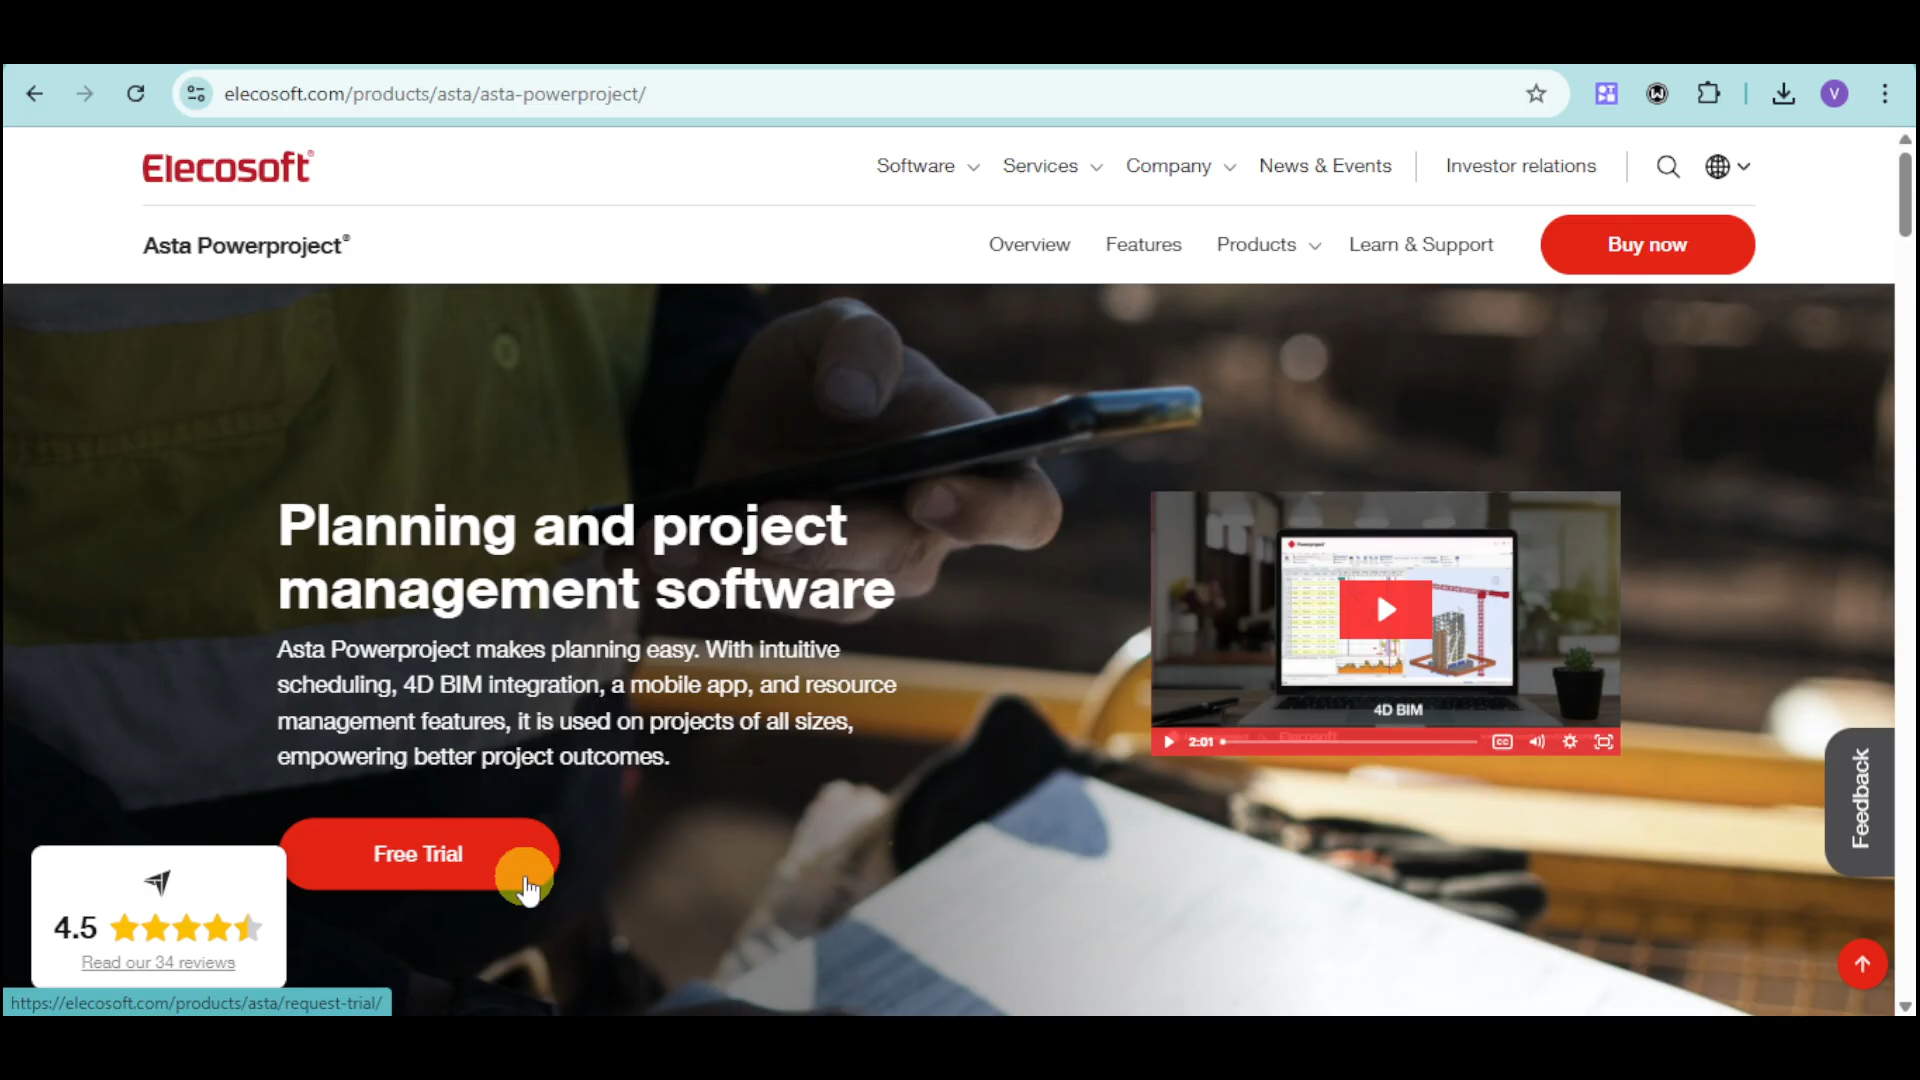 elecosoft.com/products/asta/asta-powerproject/
V
Elecosoft®
Software
Services
Company
News & Events
Investor relations
Asta Powerproject®
Overview
Features
Products
Learn & Support
Buy now
Planning and project
management software
Asta Powerproject makes planning easy. With intuitive
scheduling, 4D BIM integration, a mobile app, and resource
management features, it is used on projects of all sizes,
empowering better project outcomes.
Powerproject
4D BIM
2:01
Elecosoft
CC
Free Trial
Feedback
4.5
Read our 34 reviews
https://elecosoft.com/products/asta/request-trial/